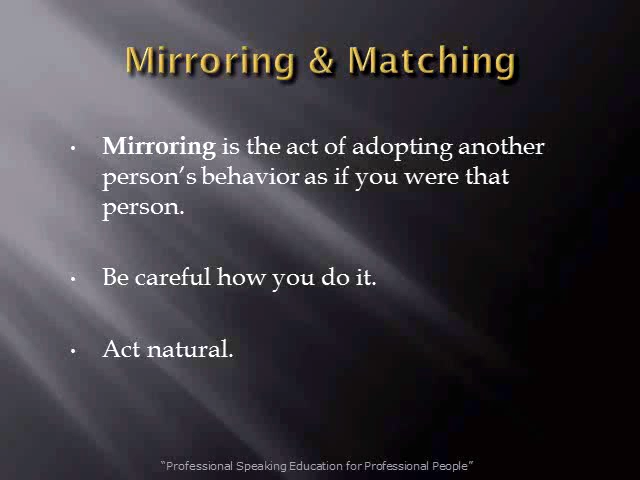 Mirroring & Matching
• Mirroring is the act of adopting another
person's behavior as if you were that
person.
• Be careful how you do it.
• Act natural.
“Professional Speaking Education for Professional People”